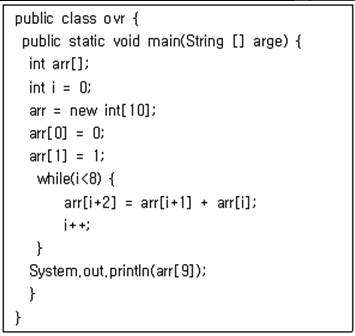 public class ovr {
public static void main(String [] arge) {
int arr[];
int i = 0;
arr = new int[10];
arr[0] = 0;
arr[1] = 1;
while(i<8) {
arr[i+2] = arr[i+1] + arr[i];
i++;
}
System.out.println(arr[9]);
}
}